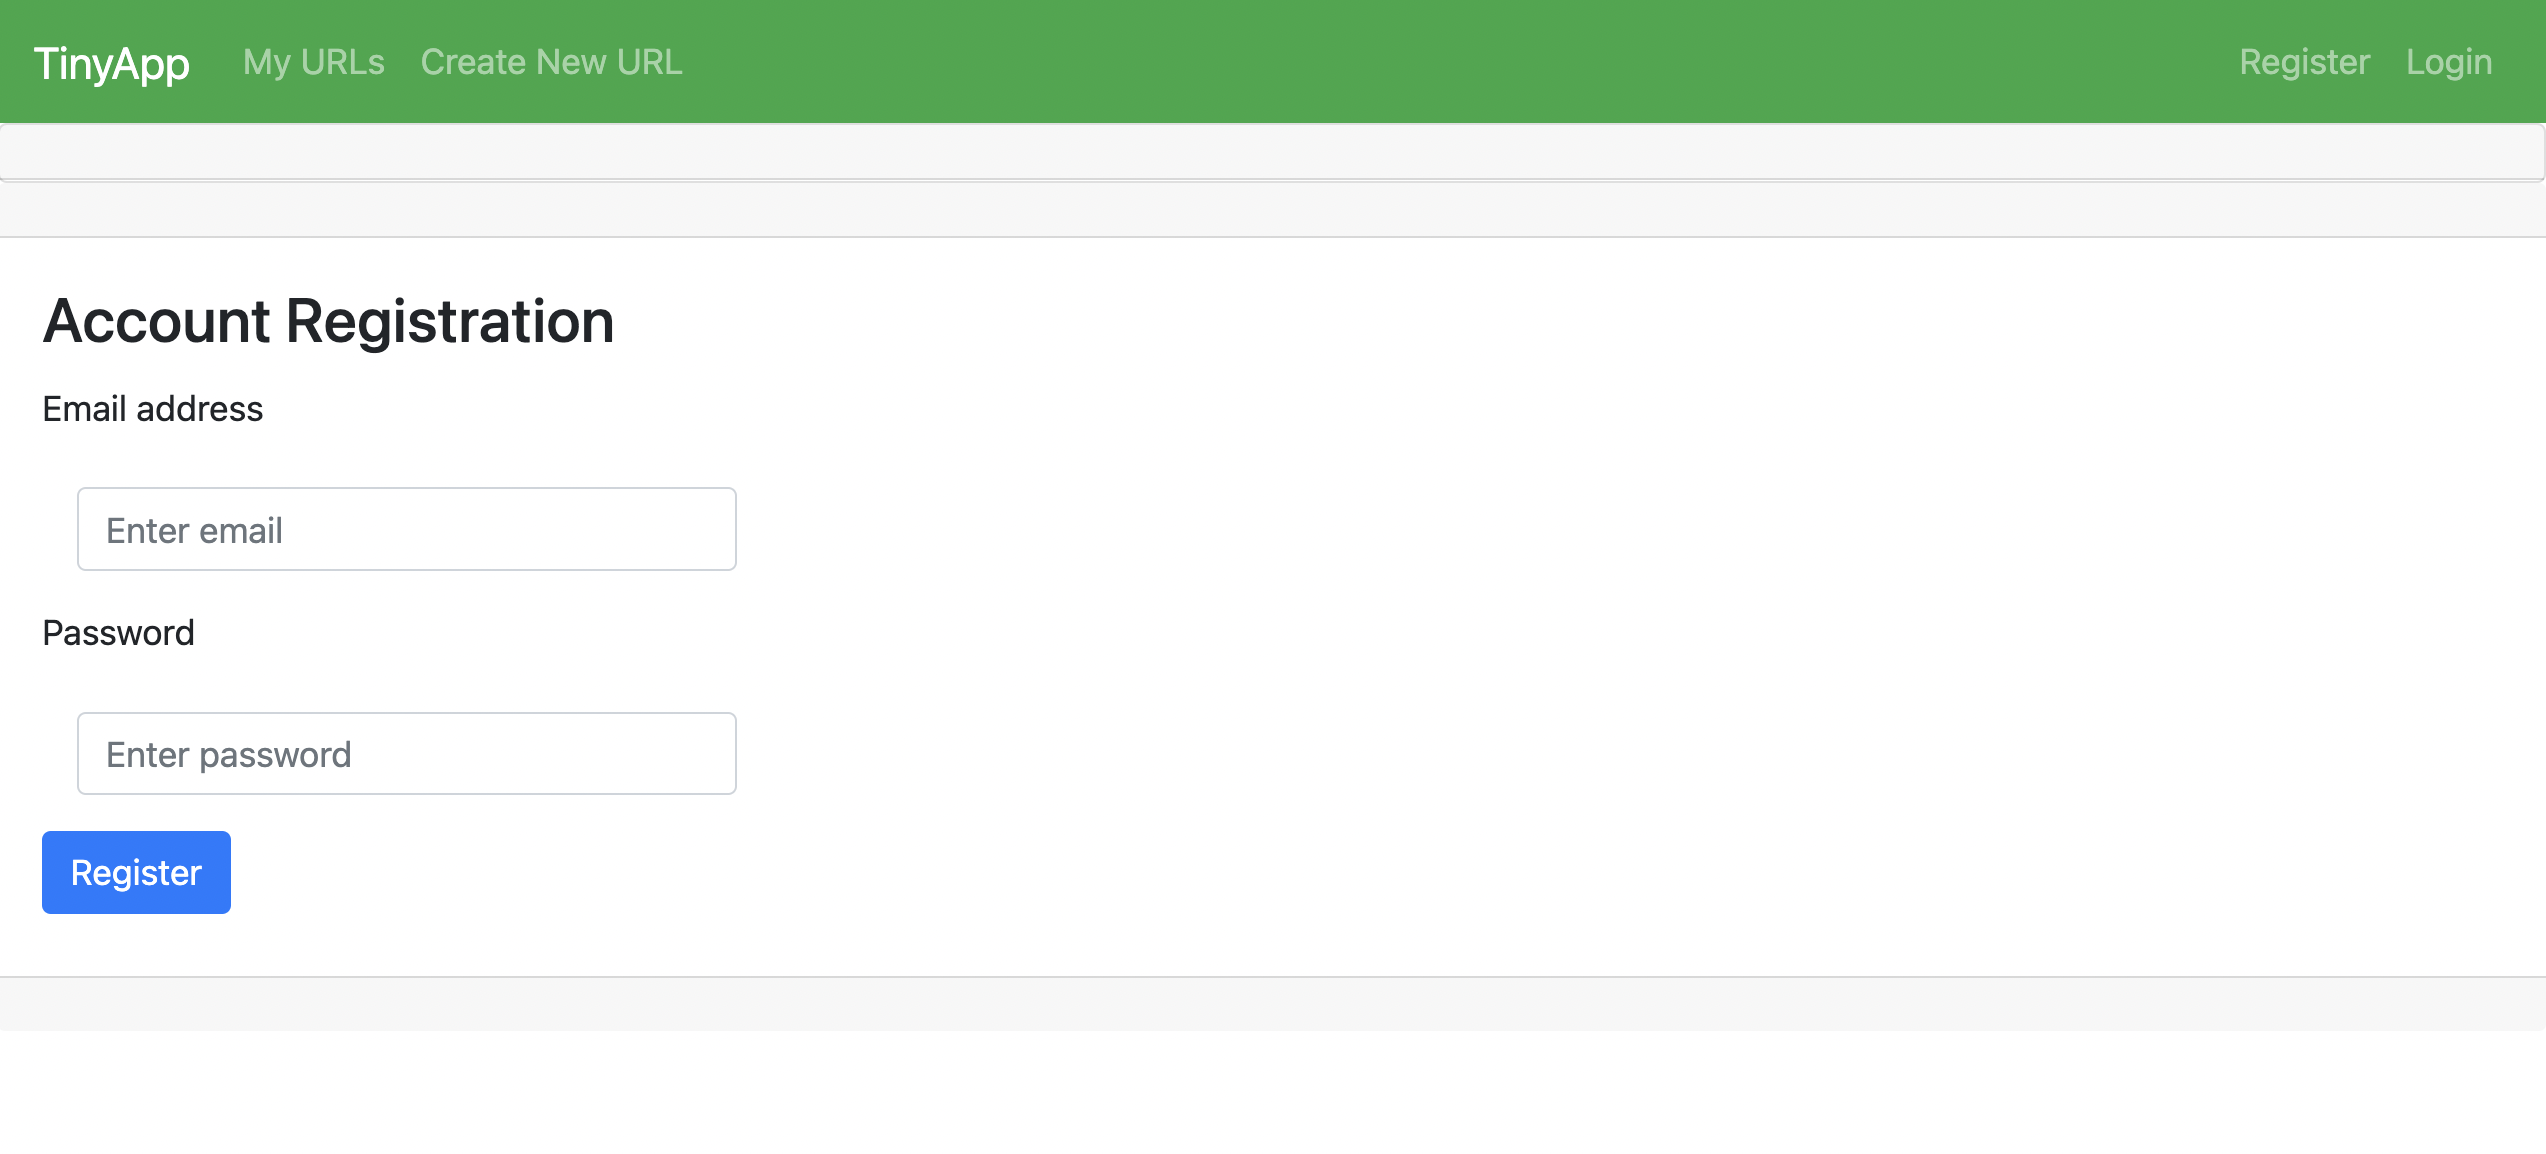 TinyApp My URLs Create New URL Register Login
Account Registration
Email address
Enter email
Password
Enter password
Register